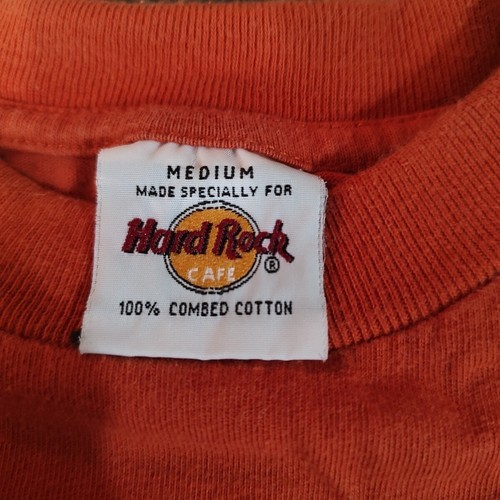 MEDIUM
MADE SPECIALLY FOR
Hard Rock
CAFE ®
100% COMBED COTTON